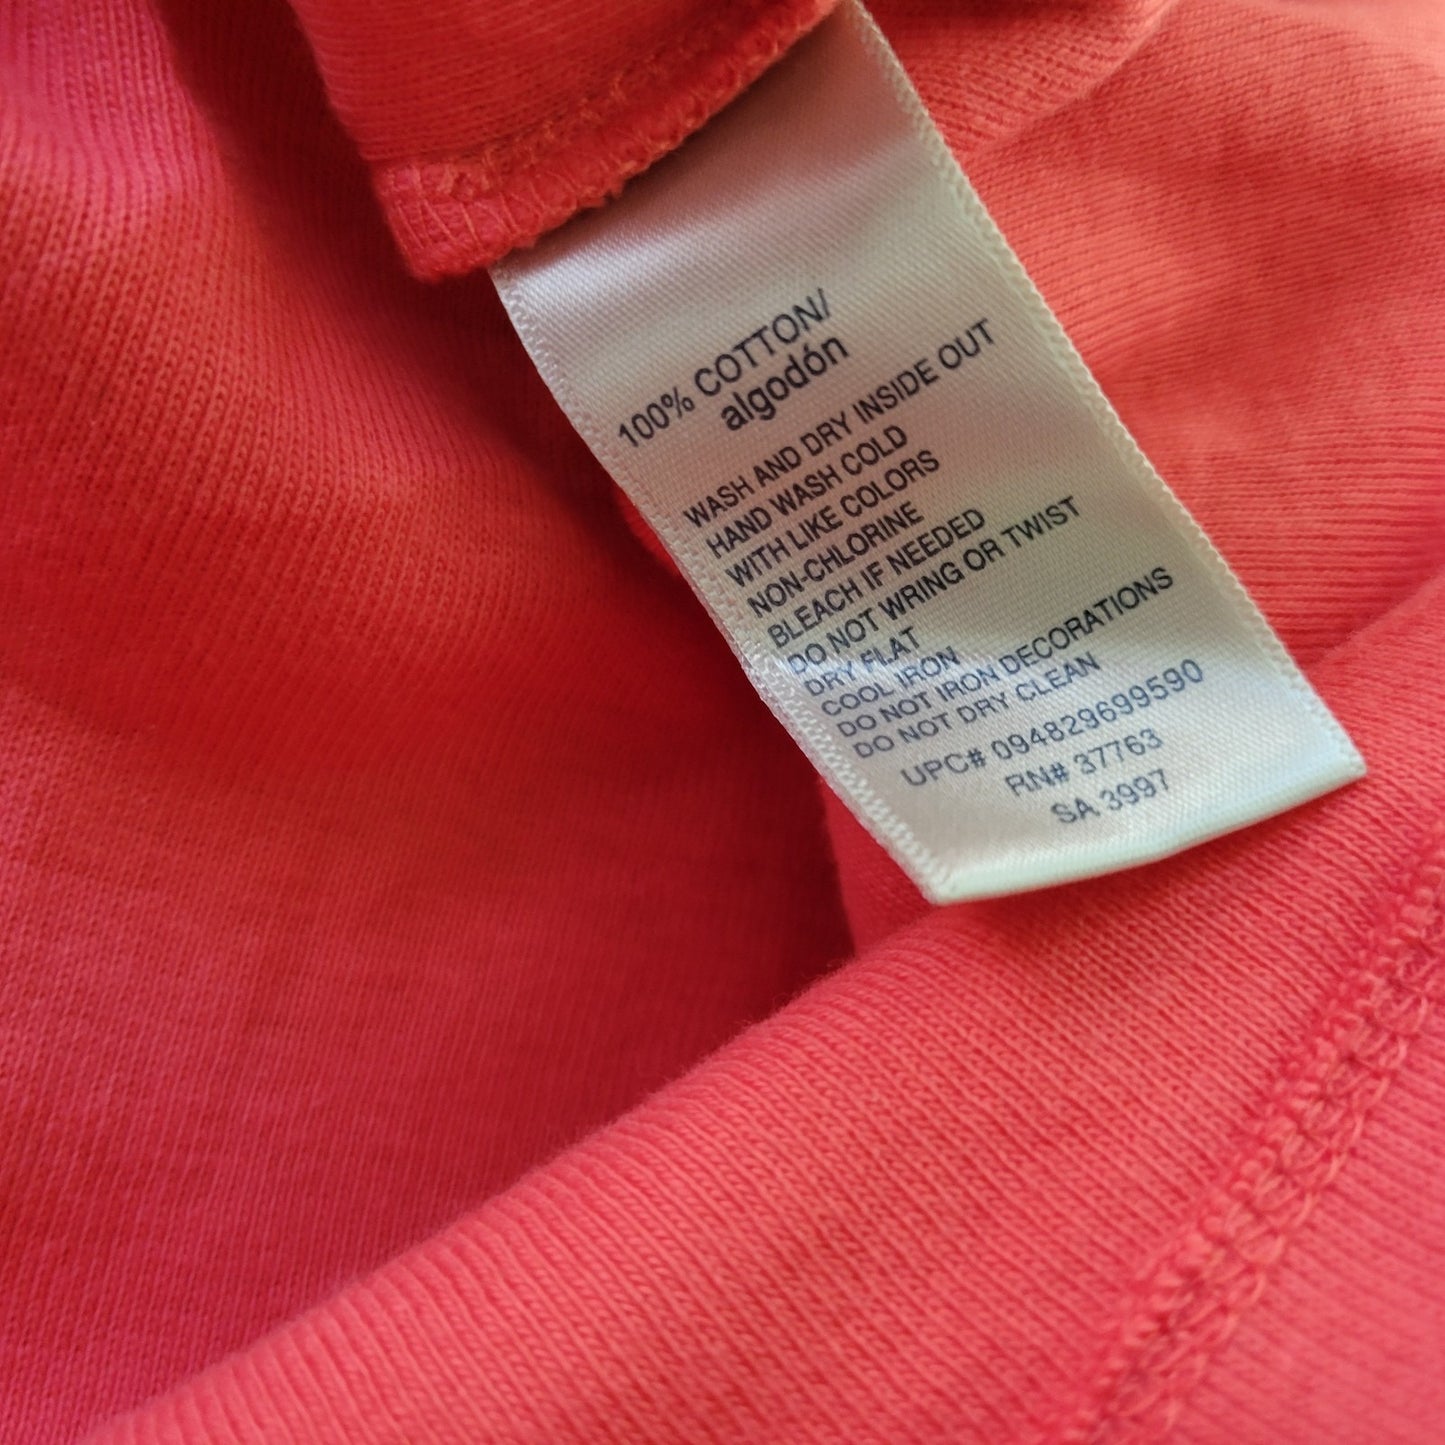 100% COTTON/
algodón
WASH AND DRY INSIDE OUT
HAND WASH COLD
WITH LIKE COLORS
NON-CHLORINE
BLEACH IF NEEDED
DO NOT WRING OR TWIST
DRY FLAT
COOL IRON
DO NOT IRON DECORATIONS
DO NOT DRY CLEAN
UPC# 094829699590
RN# 37763
SA 3997